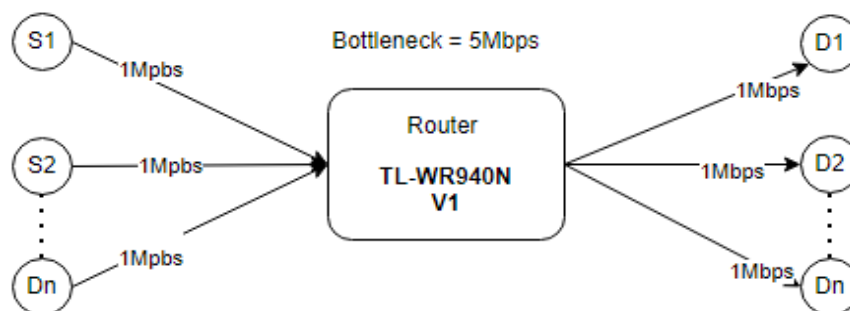 S1
1Mpbs
Bottleneck = 5Mbps
D1
1Mbps
S2
1Mpbs
Router
TL-WR940N
V1
1Mbps
D2
Dn
1Mpbs
1Mbps
Dn